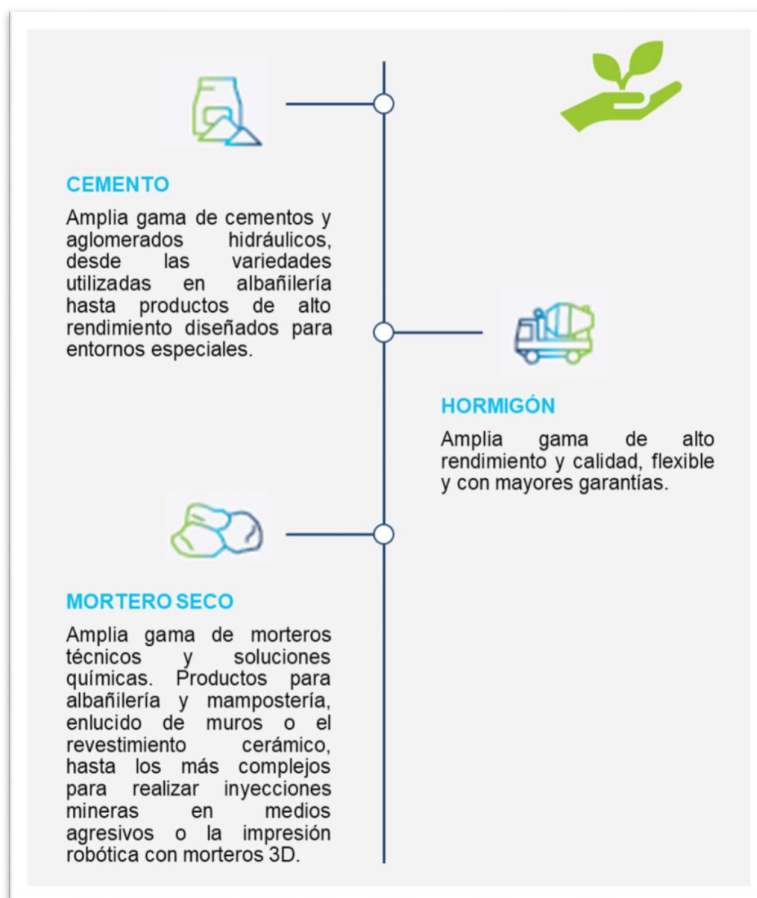 CEMENTO
Amplia gama de cementos y
aglomerados hidráulicos,
desde las variedades
utilizadas en albañilería
hasta productos de alto
rendimiento diseñados para
entornos especiales.
HORMIGÓN
Amplia gama de alto
rendimiento y calidad, flexible
y con mayores garantías.
MORTERO SECO
Amplia gama de morteros
técnicos y soluciones
químicas. Productos para
albañilería y mampostería,
enlucido de muros o el
revestimiento cerámico,
hasta los más complejos
para realizar inyecciones
mineras en medios
agresivos o la impresión
robótica con morteros 3D.